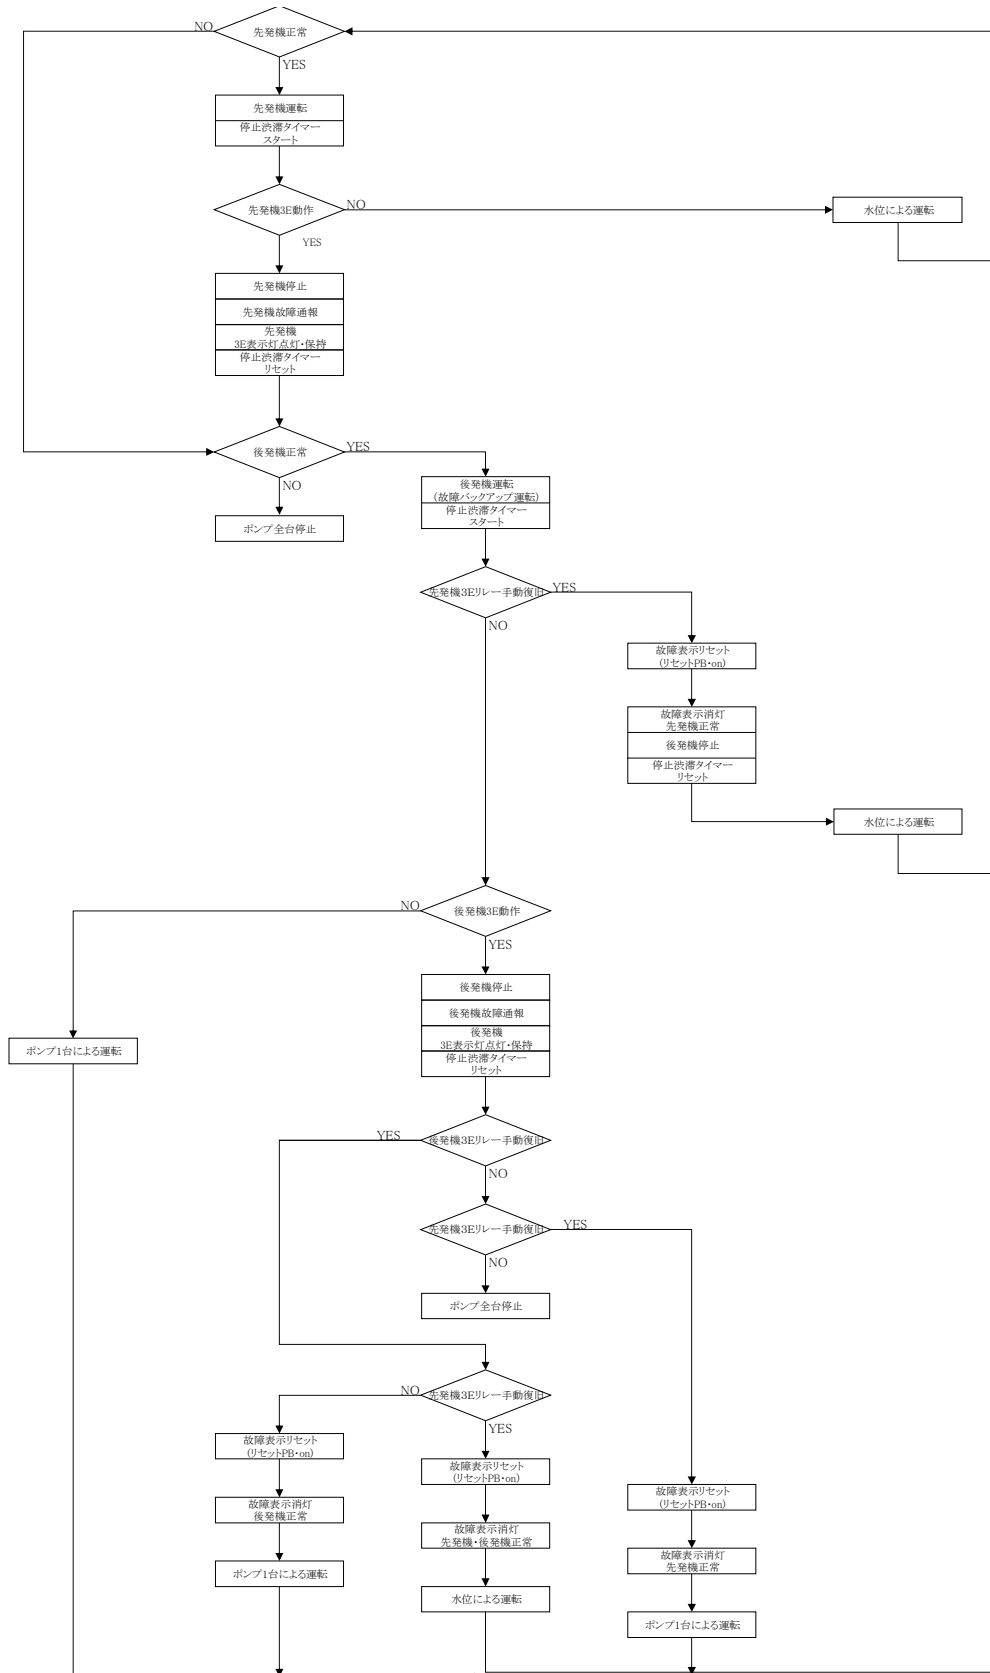 NO
先発機正常
YES
先発機運転
停止渋滞タイマー
スタート
先発機3E動作
NO
水位による運転
YES
先発機停止
先発機故障通報
先発機
3E表示灯点灯・保持
停止渋滞タイマー
リセット
後発機正常
YES
NO
後発機運転
(故障バックアップ運転)
停止渋滞タイマー
スタート
ポンプ全台停止
先発機3Eリレー手動復旧
YES
NO
故障表示リセット
(リセットPB・on)
故障表示消灯
先発機正常
後発機停止
停止渋滞タイマー
リセット
水位による運転
NO
後発機3E動作
YES
後発機停止
後発機故障通報
後発機
3E表示灯点灯・保持
停止渋滞タイマー
リセット
ポンプ1台による運転
YES
後発機3Eリレー手動復旧
NO
先発機3Eリレー手動復旧
YES
NO
ポンプ全台停止
NO
先発機3Eリレー手動復旧
YES
故障表示リセット
(リセットPB・on)
故障表示リセット
(リセットPB・on)
故障表示リセット
(リセットPB・on)
故障表示消灯
後発機正常
故障表示消灯
先発機・後発機正常
故障表示消灯
先発機正常
ポンプ1台による運転
水位による運転
ポンプ1台による運転